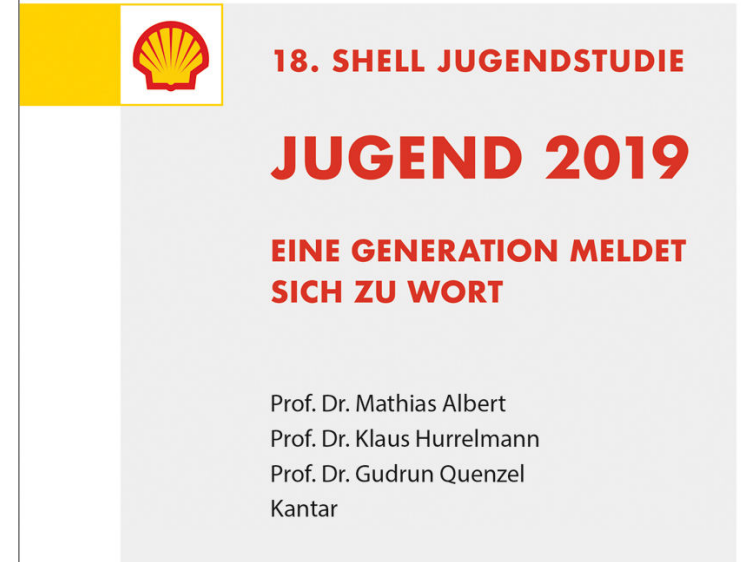 18. SHELL JUGENDSTUDIE
JUGEND 2019
EINE GENERATION MELDET
SICH ZU WORT
Prof. Dr. Mathias Albert
Prof. Dr. Klaus Hurrelmann
Prof. Dr. Gudrun Quenzel
Kantar